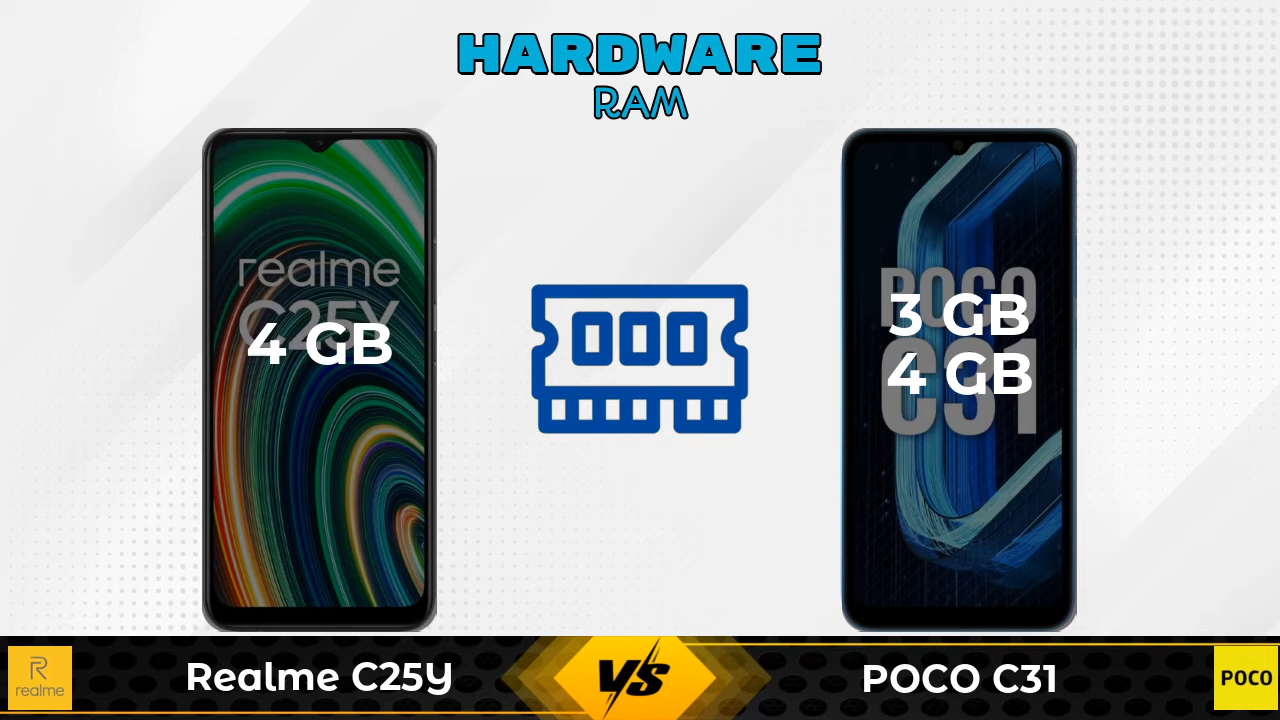 HARDWARE
RAM
realme
C25Y
4 GB
POCO
C31
3 GB
4 GB
000
R
realme
Realme C25Y
VS
POCO C31
POCO